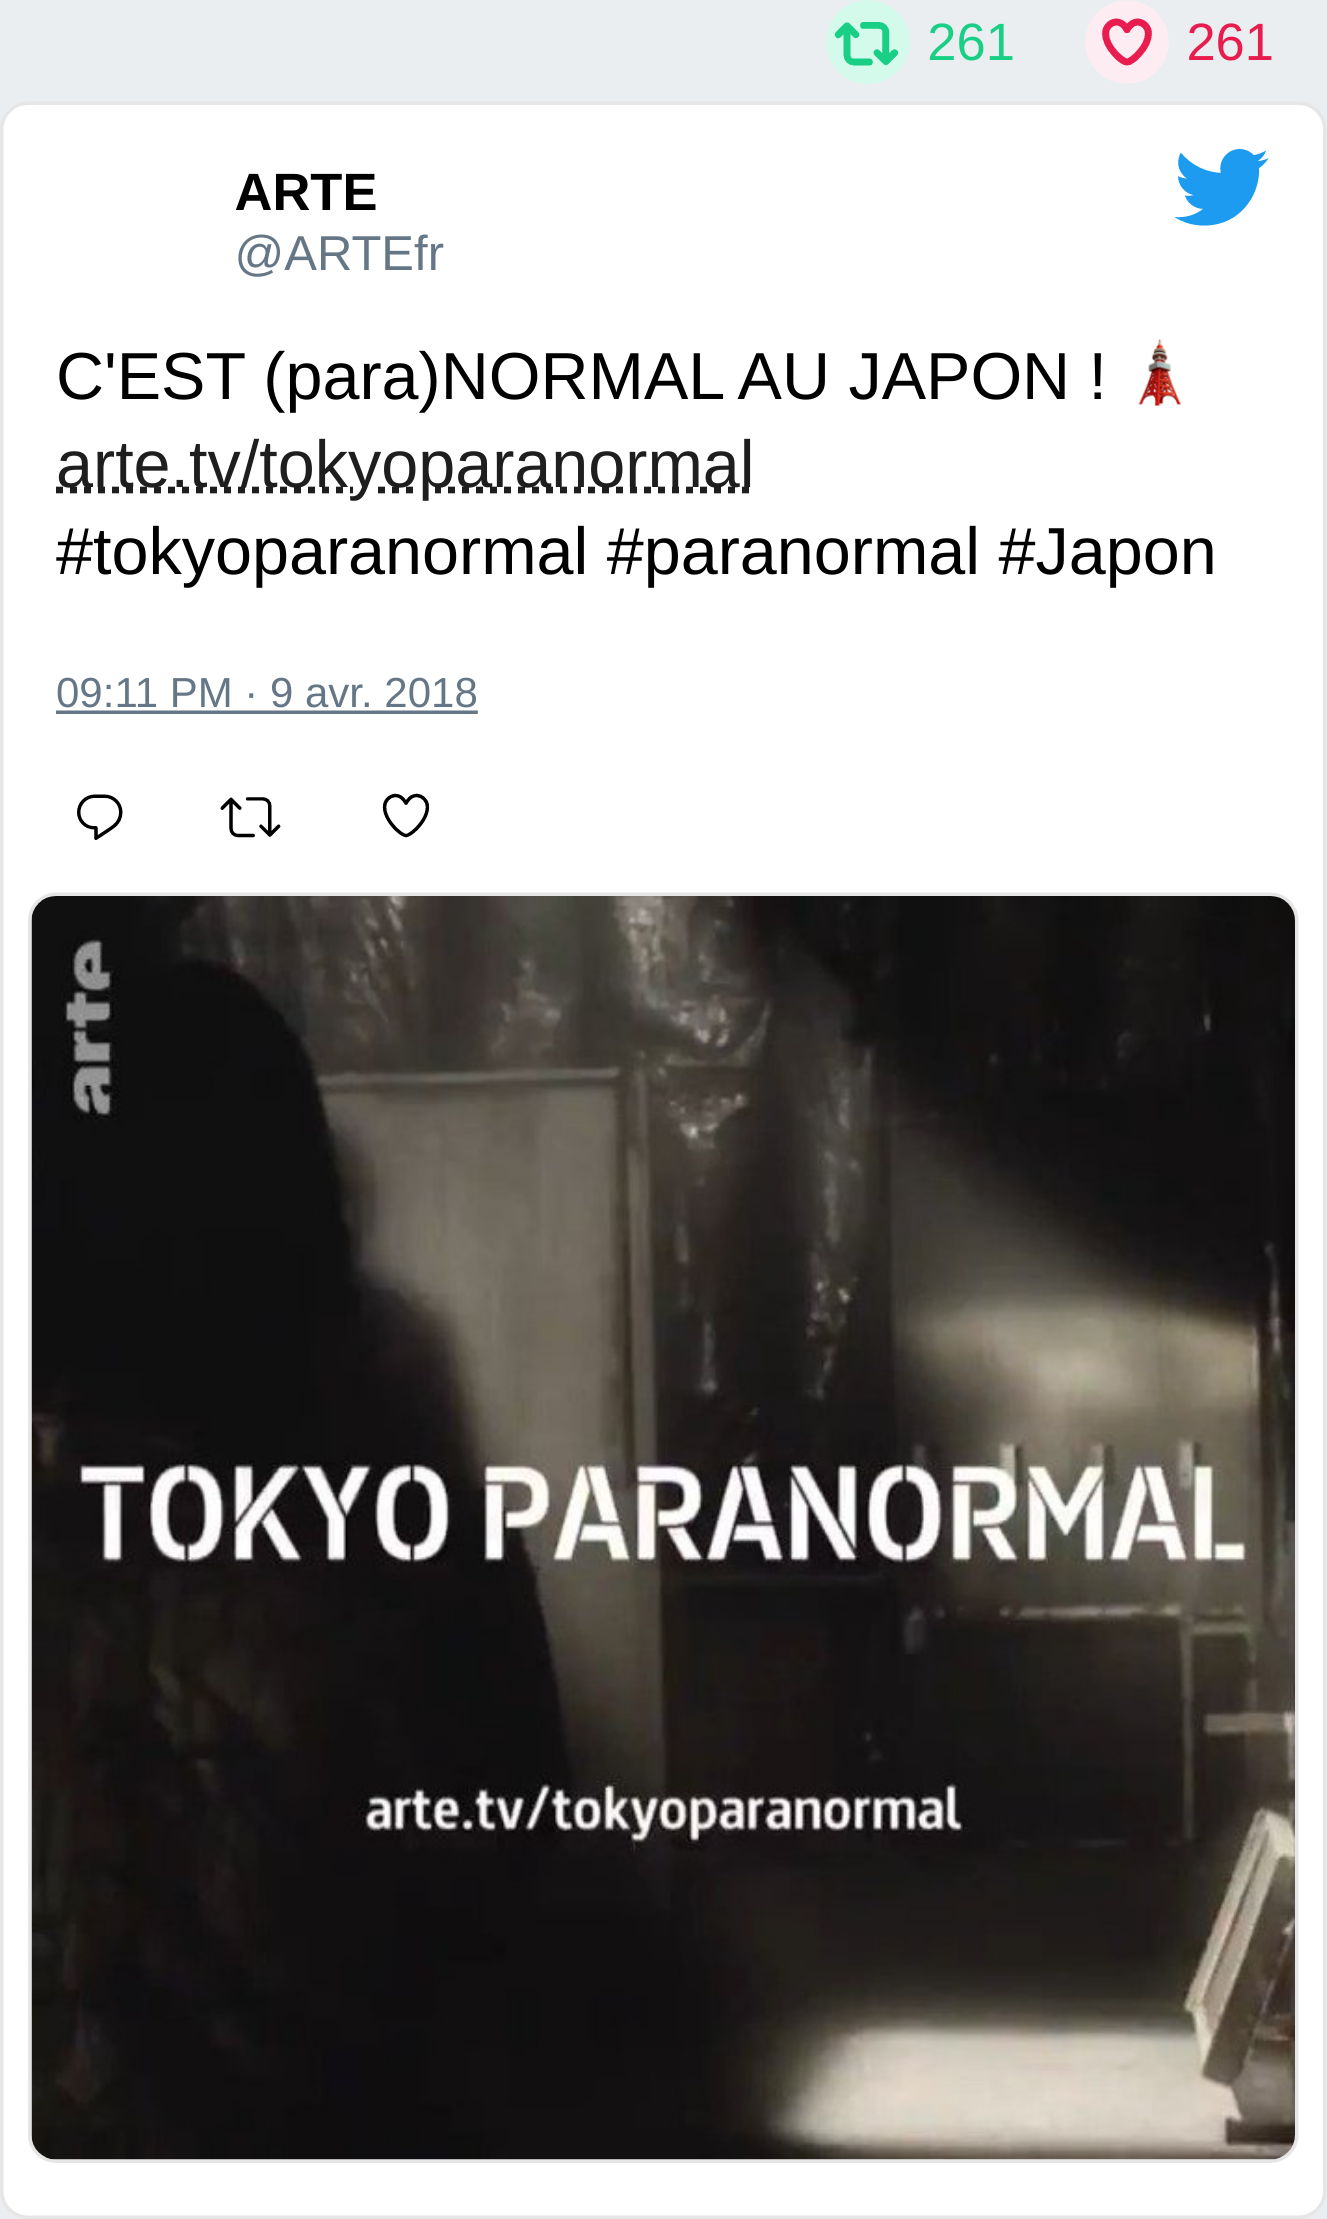 261 261
ARTE
@ARTEfr
C'EST (para)NORMAL AU JAPON ! 🗼
arte.tv/tokyoparanormal
#tokyoparanormal #paranormal #Japon
09:11 PM · 9 avr. 2018
arte
TOKYO PARANORMAL
arte.tv/tokyoparanormal